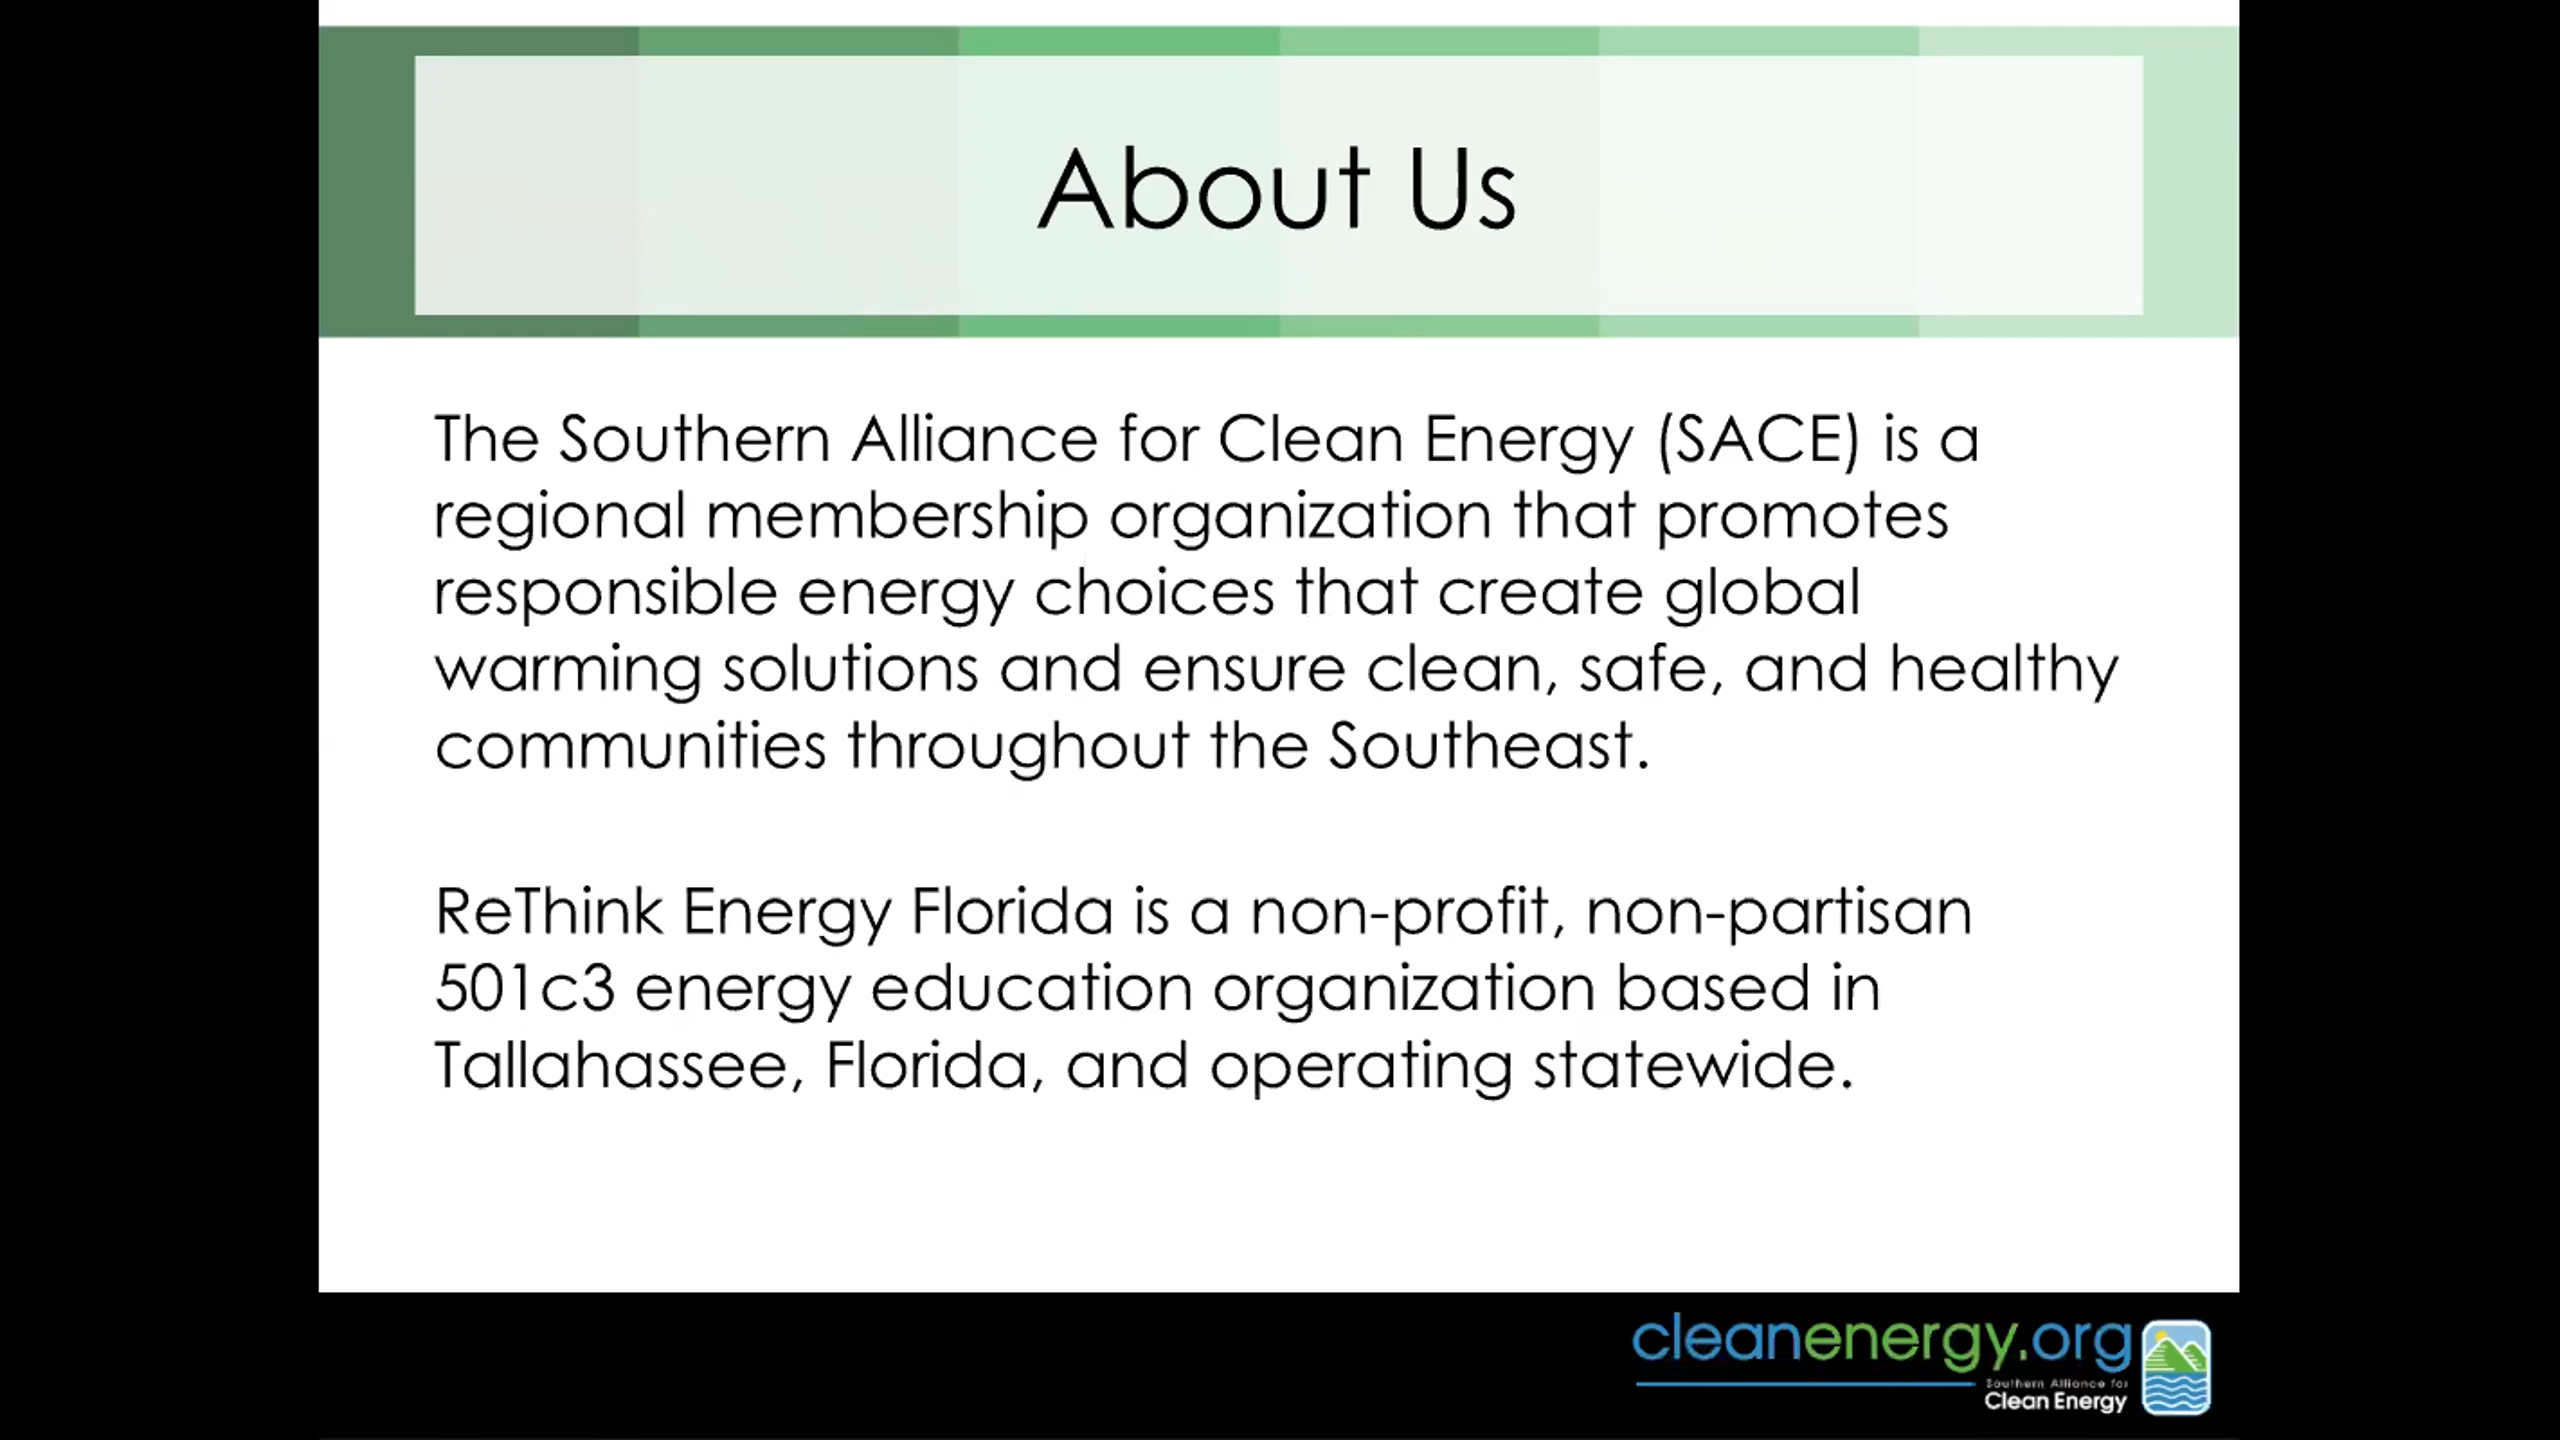 About Us
The Southern Alliance for Clean Energy (SACE) is a
regional membership organization that promotes
responsible energy choices that create global
warming solutions and ensure clean, safe, and healthy
communities throughout the Southeast.
ReThink Energy Florida is a non-profit, non-partisan
501c3 energy education organization based in
Tallahassee, Florida, and operating statewide.
cleanenergy.org
Southern Alliance for
Clean Energy